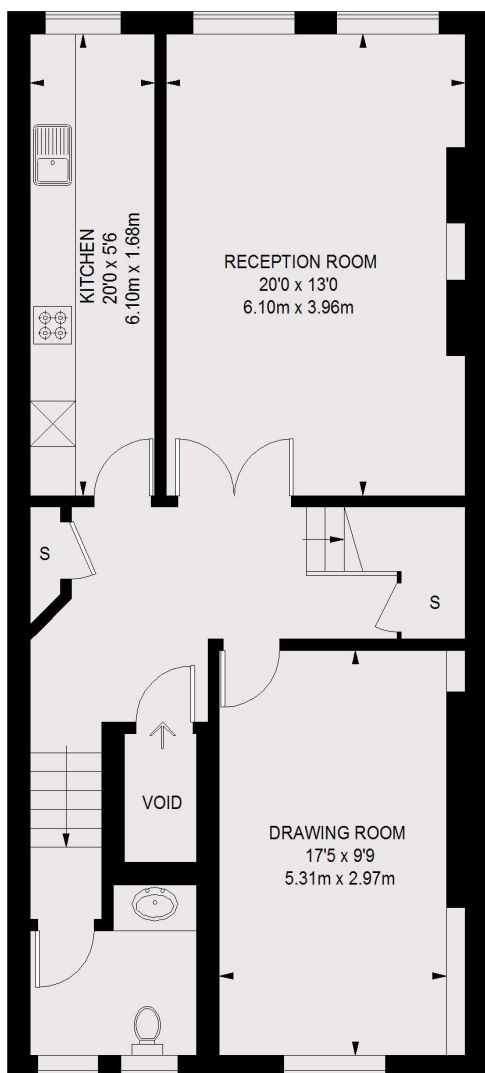 KITCHEN
20'0 x 5'6
6.10m x 1.68m
RECEPTION ROOM
20'0 x 13'0
6.10m x 3.96m
S
S
VOID
DRAWING ROOM
17'5 x 9'9
5.31m x 2.97m